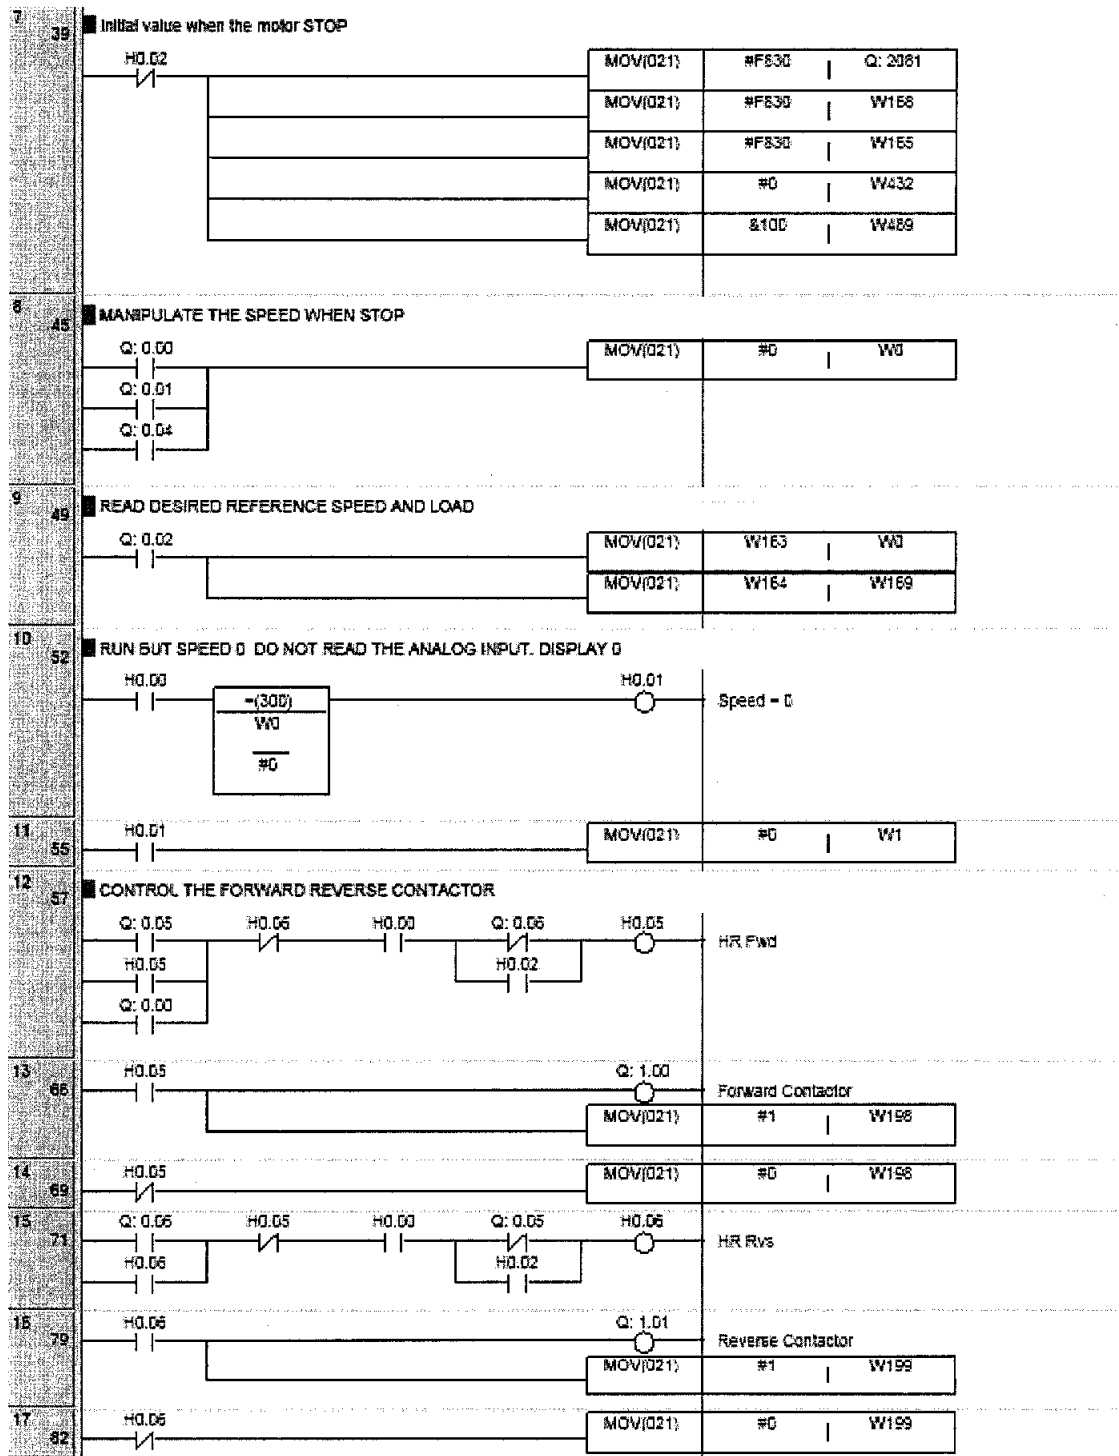 7
39
Initial value when the motor STOP
H0.02
MOV(021) #F830 Q: 2081
MOV(021) #F830 W168
MOV(021) #F830 W165
MOV(021) #0 W432
MOV(021) &100 W489
8
45
MANIPULATE THE SPEED WHEN STOP
Q: 0.00
MOV(021) #0 W0
Q: 0.01
Q: 0.04
9
49
READ DESIRED REFERENCE SPEED AND LOAD
Q: 0.02
MOV(021) W163 W0
MOV(021) W164 W169
10
52
RUN BUT SPEED 0 DO NOT READ THE ANALOG INPUT. DISPLAY 0
H0.00 H0.01
=(300) Speed = 0
W0
#0
11
55
H0.01
MOV(021) #0 W1
12
57
CONTROL THE FORWARD REVERSE CONTACTOR
Q: 0.05 H0.06 H0.00 Q: 0.06 H0.05
HR Fwd
H0.05 H0.02
Q: 0.00
13
66
H0.05 Q: 1.00
Forward Contactor
MOV(021) #1 W198
14
69
H0.05
MOV(021) #0 W198
15
71
Q: 0.06 H0.05 H0.00 Q: 0.05 H0.06
HR Rvs
H0.06 H0.02
16
79
H0.06 Q: 1.01
Reverse Contactor
MOV(021) #1 W199
17
82
H0.06
MOV(021) #0 W199